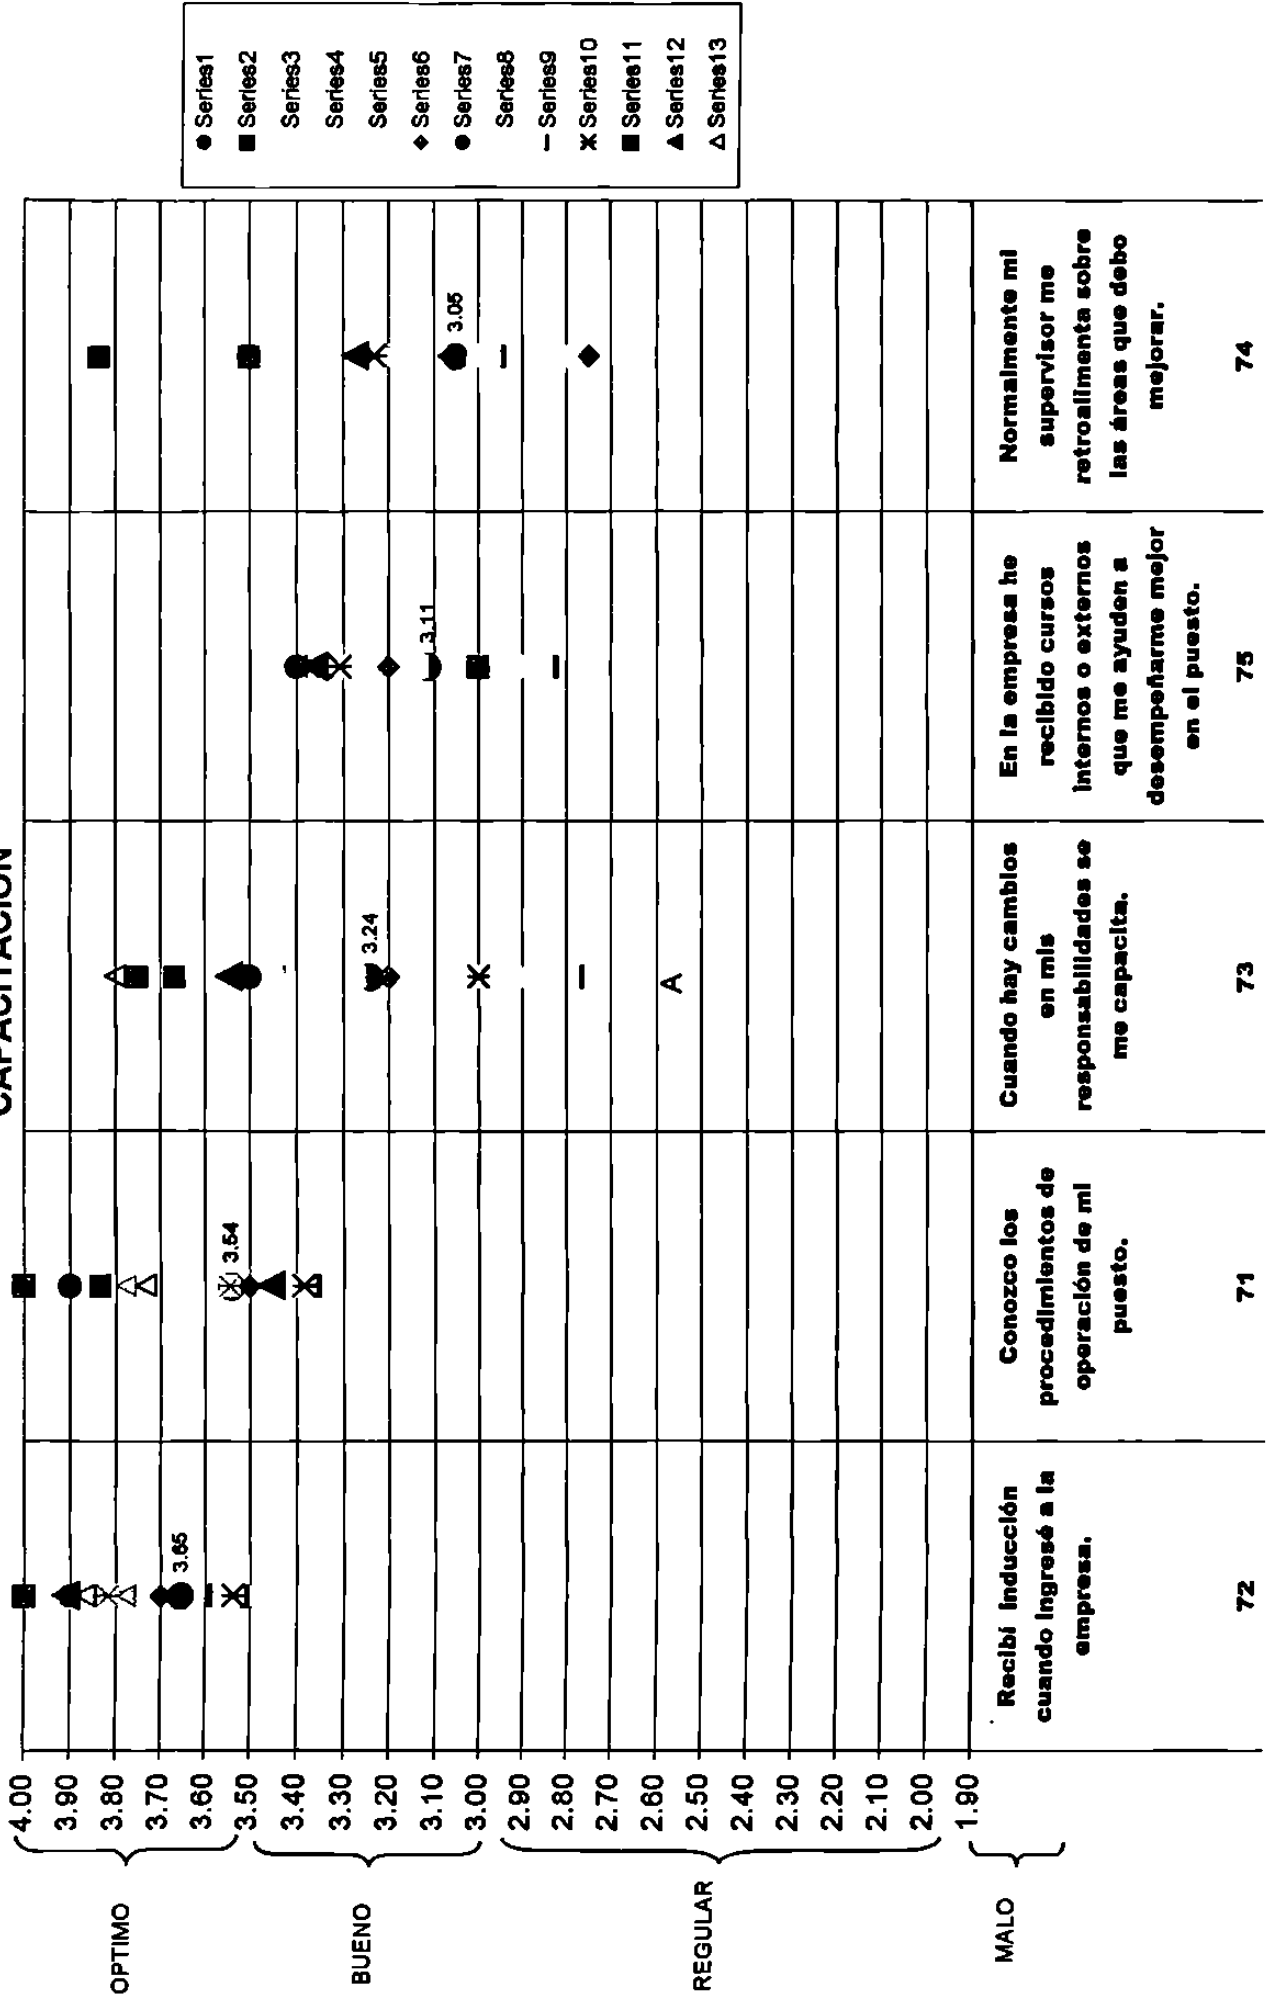 CAPACITACION
4.00
3.90
3.80
3.70
3.60
3.50
3.40
3.30
3.20
3.10
3.00
2.90
2.80
2.70
2.60
2.50
2.40
2.30
2.20
2.10
2.00
1.90
OPTIMO
BUENO
REGULAR
MALO
3.65
3.54
3.24
3.11
3.05
Recibí inducción
cuando ingresé a la
empresa.
72
Conozco los
procedimientos de
operación de mi
puesto.
71
Cuando hay cambios
en mis
responsabilidades se
me capacita.
73
En la empresa he
recibido cursos
internos o externos
que me ayuden a
desempeñarme mejor
en el puesto.
75
Normalmente mi
supervisor me
retroalimenta sobre
las áreas que debo
mejorar.
74
Series1
Series2
Series3
Series4
Series5
Series6
Series7
Series8
Series9
Series10
Series11
Series12
Series13